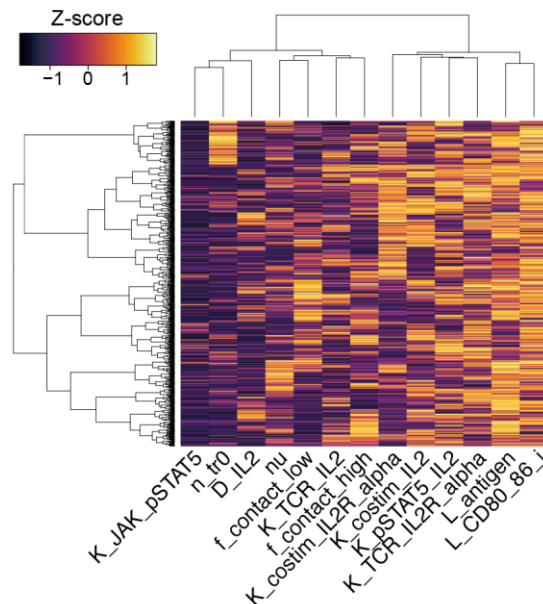 Z-score
−1 0 1
K_JAK_pSTAT5
n_tr0
D_IL2
nu
f_contact_low
K_TCR_IL2
f_contact_high
K_costim_IL2R_alpha
K_costim_IL2
K_pSTAT5_IL2
K_TCR_IL2R_alpha
L_antigen
L_CD80_86_i